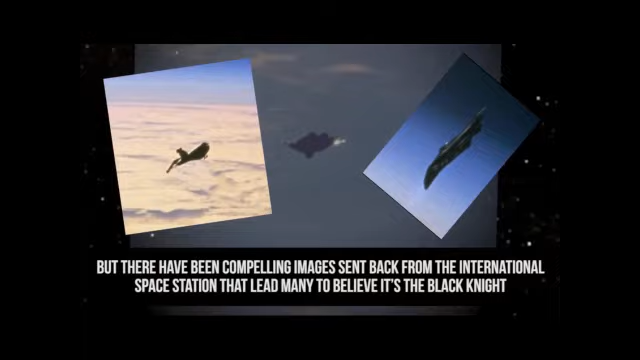 BUT THERE HAVE BEEN COMPELLING IMAGES SENT BACK FROM THE INTERNATIONAL
SPACE STATION THAT LEAD MANY TO BELIEVE IT'S THE BLACK KNIGHT